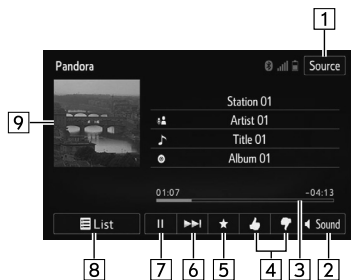 1
Pandora
Source
Station 01
9
Artist 01
Title 01
Album 01
01:07
-04:13
List
Sound
8
7
6
5
4
3
2